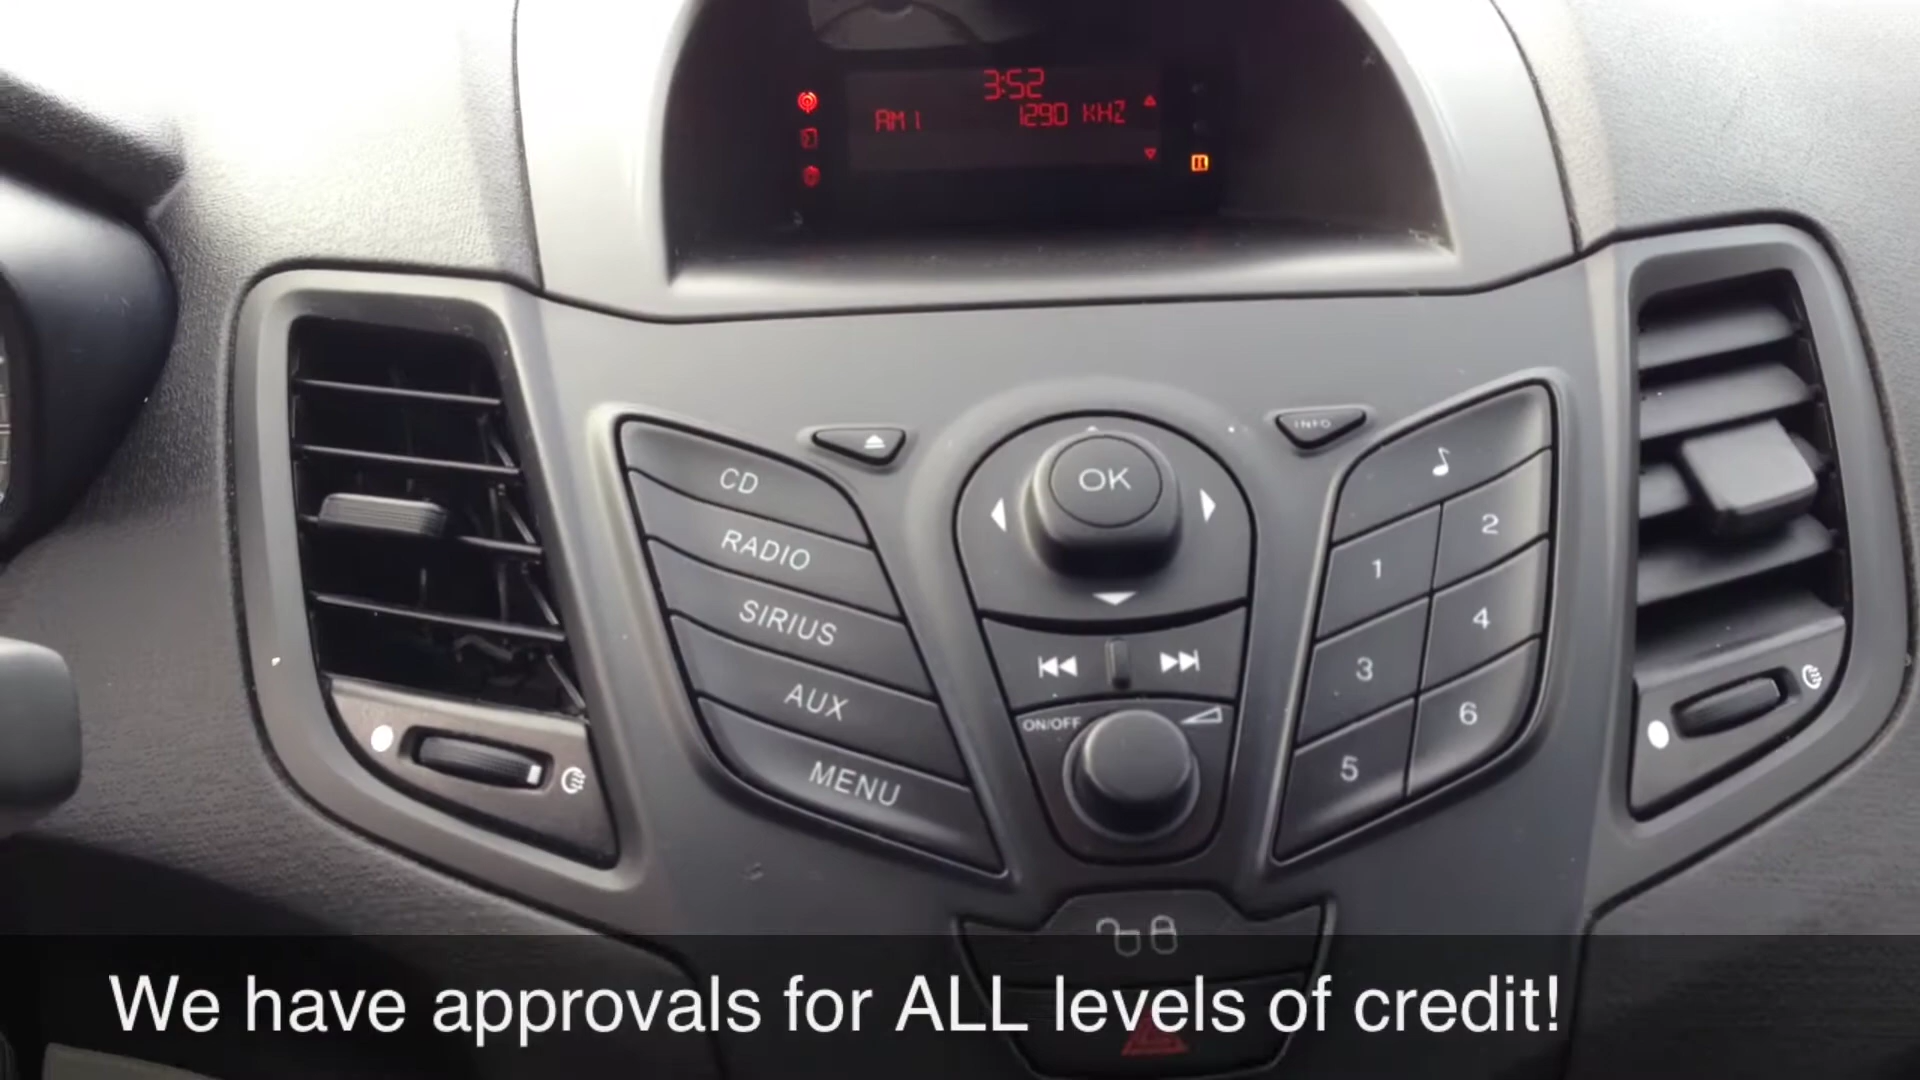 3:52
AM 1 1290 KHZ
INFO
CD
OK
RADIO
1
2
SIRIUS
3
4
AUX
ON/OFF
5
6
MENU
We have approvals for ALL levels of credit!